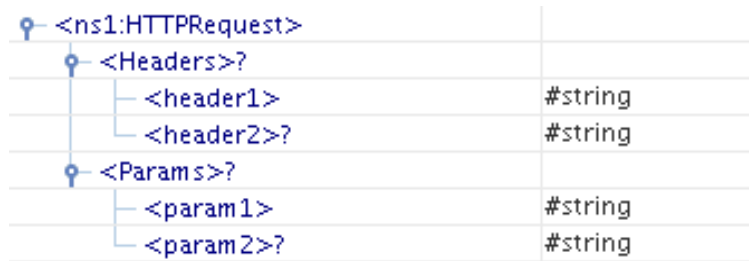 <ns1:HTTPRequest>
<Headers>?
<header1> #string
<header2>? #string
<Params>?
<param1> #string
<param2>? #string